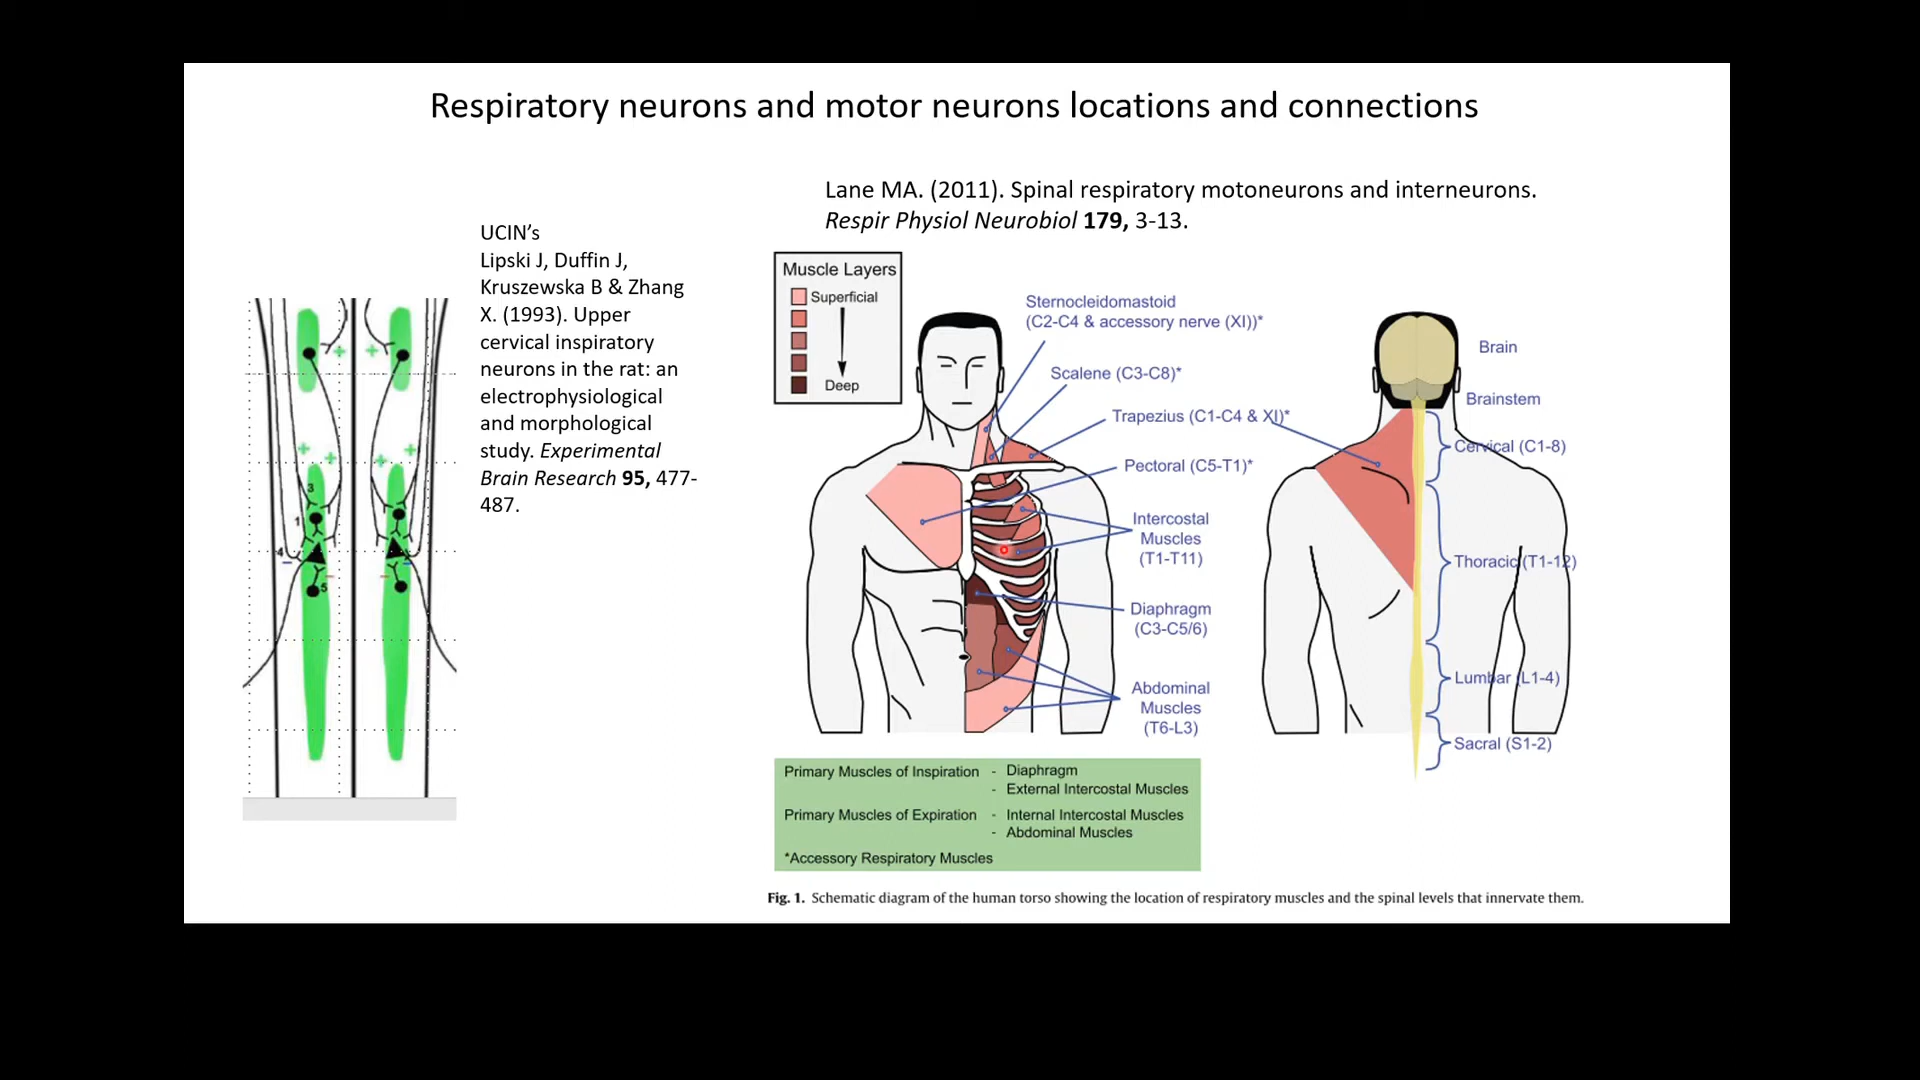 Respiratory neurons and motor neurons locations and connections
UCIN’s
Lipski J, Duffin J,
Kruszewska B & Zhang
X. (1993). Upper
cervical inspiratory
neurons in the rat: an
electrophysiological
and morphological
study. Experimental
Brain Research 95, 477-
487.
+ +
+ +
+ +
3
1
4
5
Lane MA. (2011). Spinal respiratory motoneurons and interneurons.
Respir Physiol Neurobiol 179, 3-13.
Muscle Layers
Superficial
Deep
Sternocleidomastoid
(C2-C4 & accessory nerve (XI))*
Scalene (C3-C8)*
Trapezius (C1-C4 & XI)*
Pectoral (C5-T1)*
Intercostal
Muscles
(T1-T11)
Diaphragm
(C3-C5/6)
Abdominal
Muscles
(T6-L3)
Brain
Brainstem
Cervical (C1-8)
Thoracic (T1-12)
Lumbar (L1-4)
Sacral (S1-2)
Primary Muscles of Inspiration - Diaphragm
- External Intercostal Muscles
Primary Muscles of Expiration - Internal Intercostal Muscles
- Abdominal Muscles
*Accessory Respiratory Muscles
Fig. 1. Schematic diagram of the human torso showing the location of respiratory muscles and the spinal levels that innervate them.